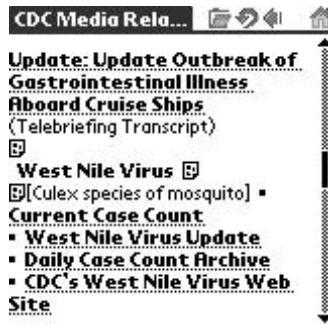 CDC Media Rela...
Update: Update Outbreak of
Gastrointestinal Illness
Aboard Cruise Ships
(Telebriefing Transcript)
West Nile Virus
[Culex species of mosquito] ▪
Current Case Count
▪ West Nile Virus Update
▪ Daily Case Count Archive
▪ CDC's West Nile Virus Web
Site